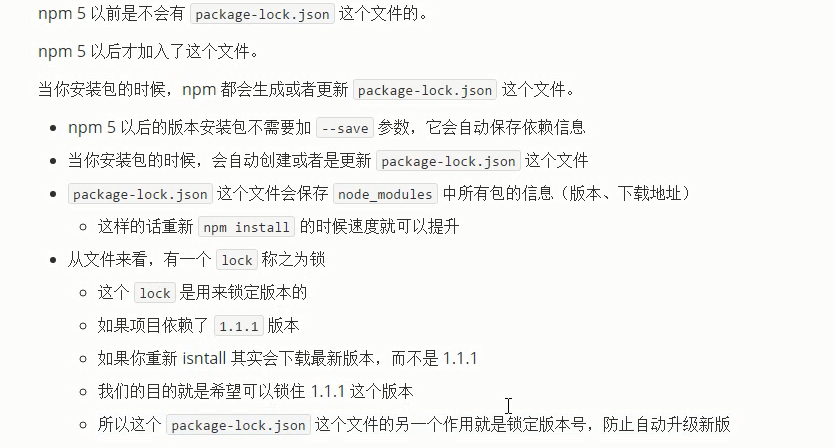 npm 5 以前是不会有 package-lock.json 这个文件的。
npm 5 以后才加入了这个文件。
当你安装包的时候，npm 都会生成或者更新 package-lock.json 这个文件。
npm 5 以后的版本安装包不需要加 --save 参数，它会自动保存依赖信息
当你安装包的时候，会自动创建或者是更新 package-lock.json 这个文件
package-lock.json 这个文件会保存 node_modules 中所有包的信息（版本、下载地址）
这样的话重新 npm install 的时候速度就可以提升
从文件来看，有一个 lock 称之为锁
这个 lock 是用来锁定版本的
如果项目依赖了 1.1.1 版本
如果你重新 isntall 其实会下载最新版本，而不是 1.1.1
我们的目的就是希望可以锁住 1.1.1 这个版本
所以这个 package-lock.json 这个文件的另一个作用就是锁定版本号，防止自动升级新版